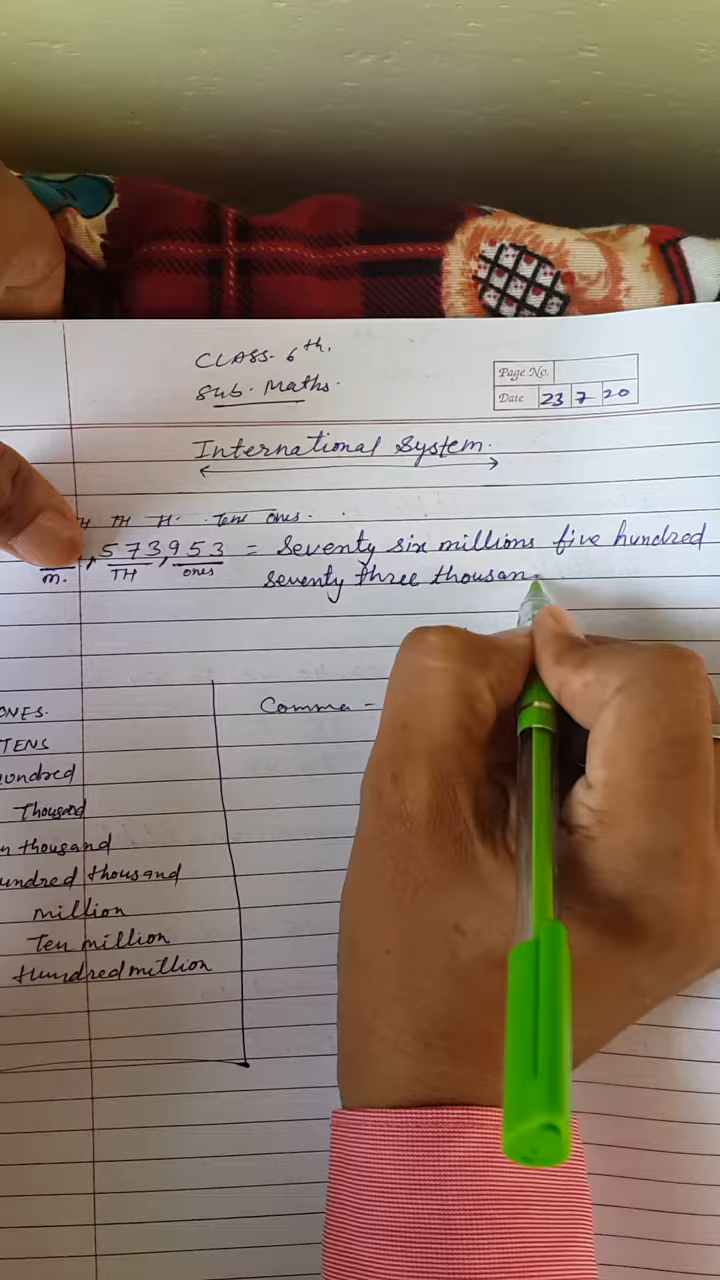 CLASS- 6th.
Sub. Maths.
Page No.
Date 23 7 20
International System.
H TH H. Tens ones.
,573,953 = Seventy six millions five hundred
m. TH ones
seventy three thousan
ONES.
TENS
hundred
Thousand
n thousand
undred thousand
million
Ten million
Hundred million
Comma -